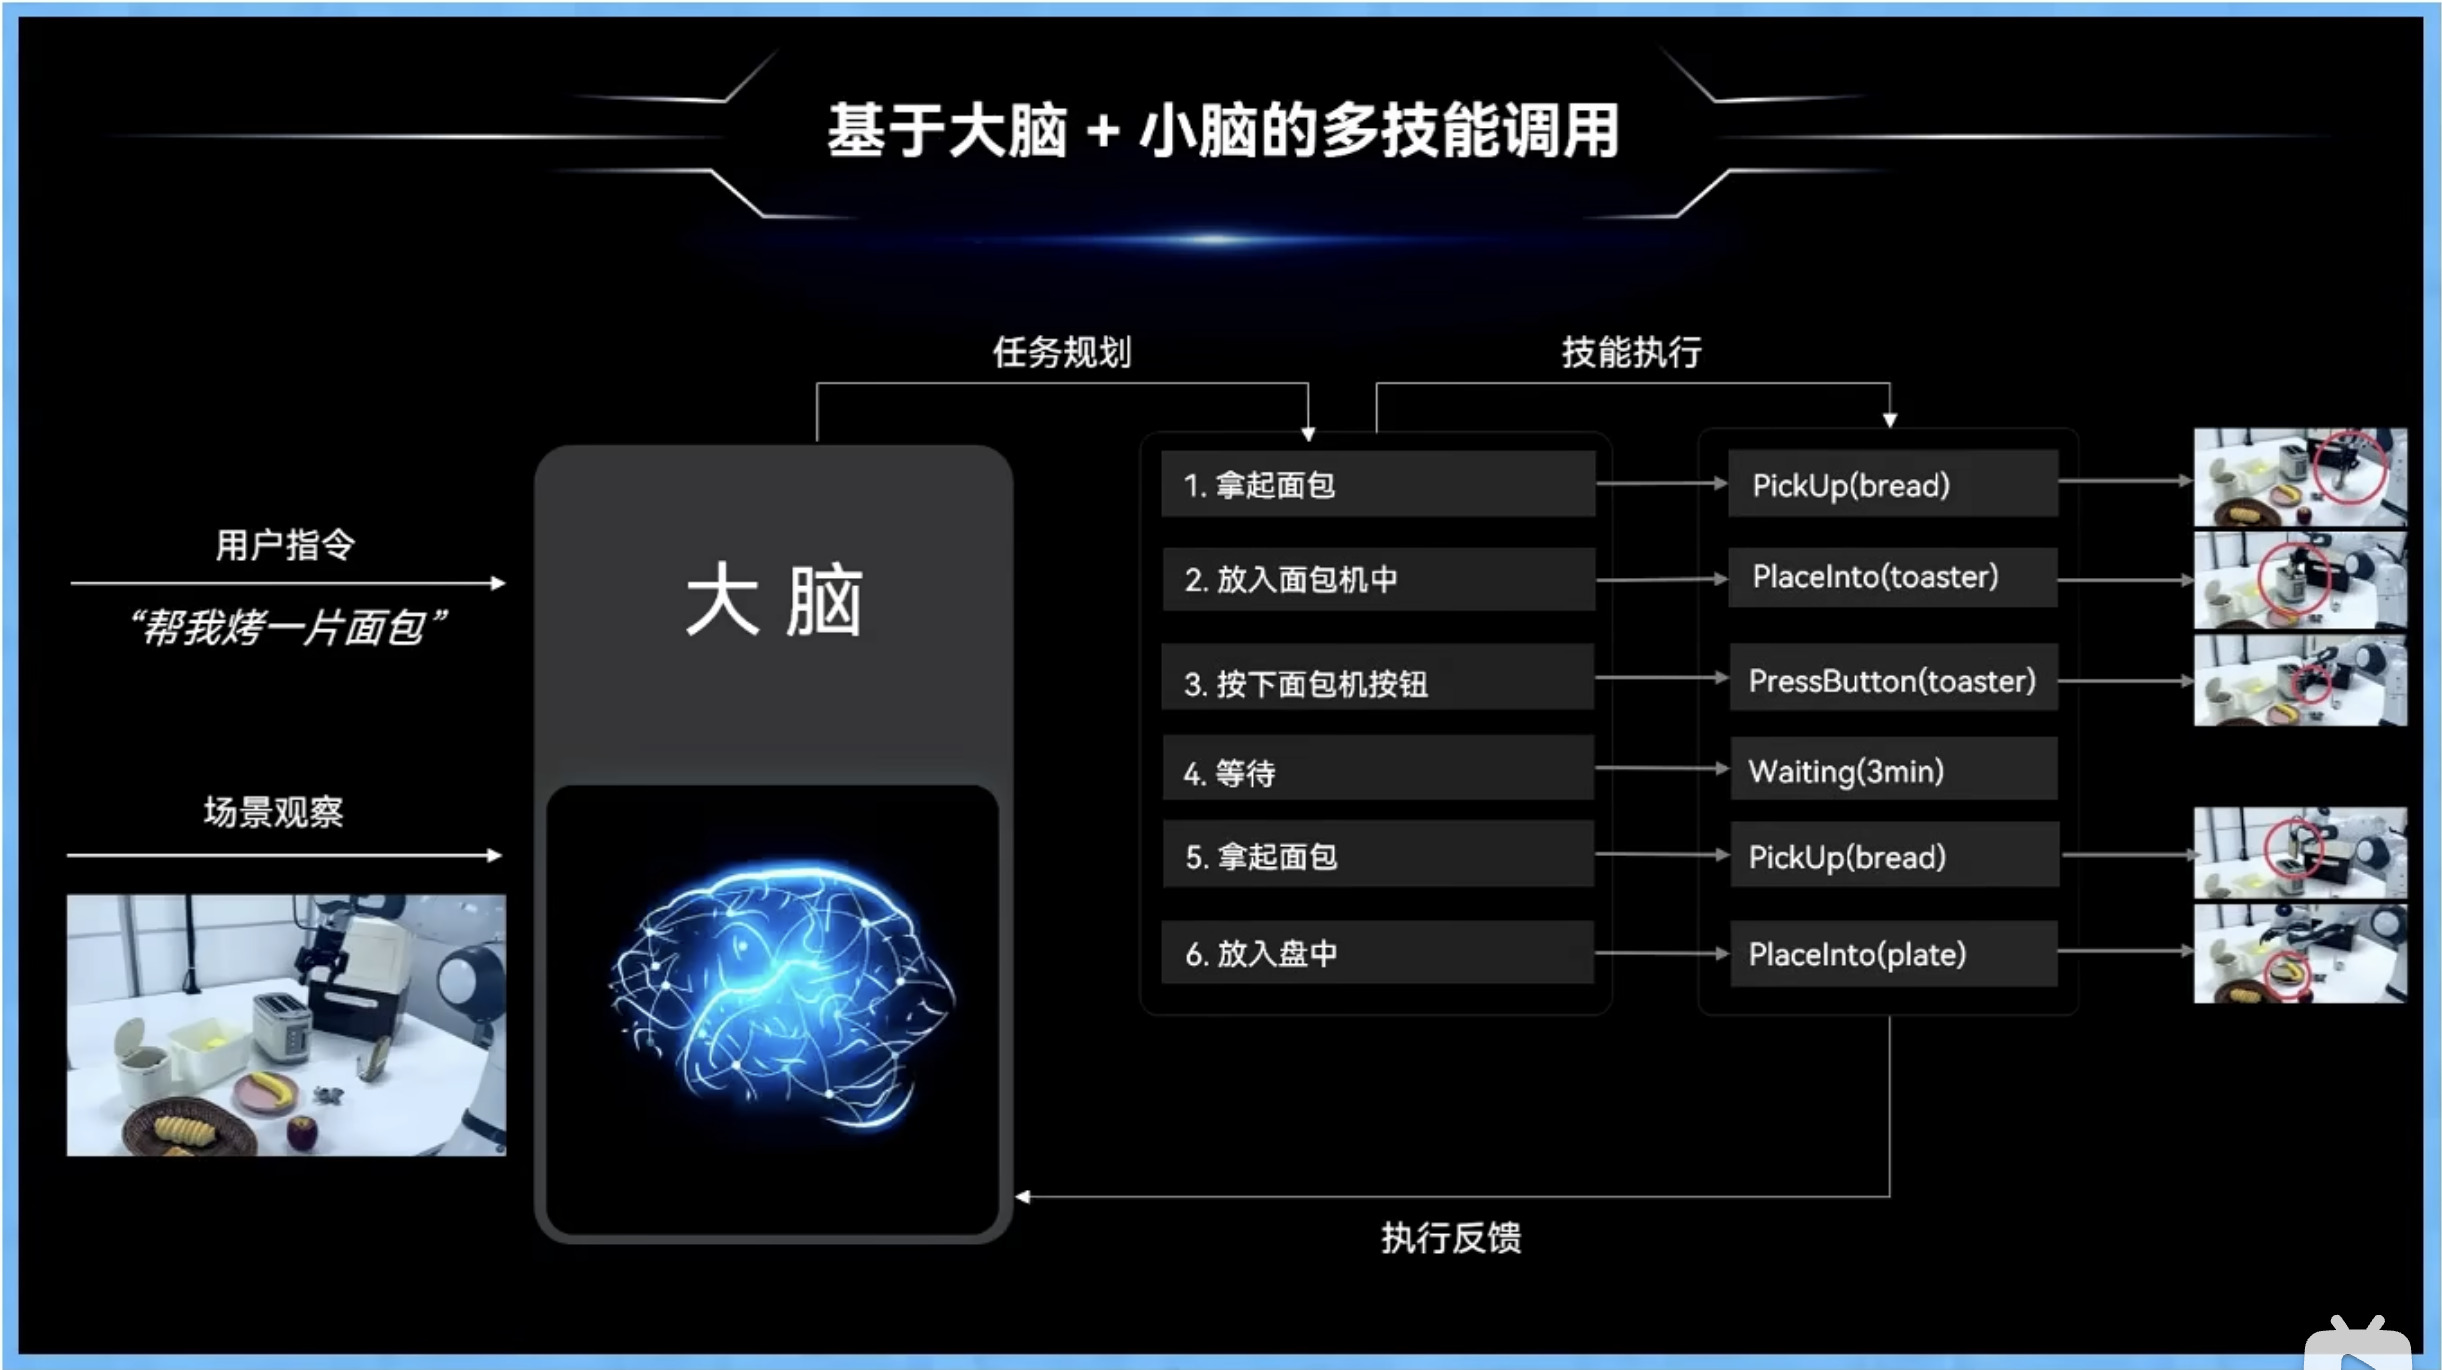 基于大脑 + 小脑的多技能调用
任务规划
技能执行
用户指令
“帮我烤一片面包”
场景观察
大脑
1. 拿起面包
PickUp(bread)
2. 放入面包机中
PlaceInto(toaster)
3. 按下面包机按钮
PressButton(toaster)
4. 等待
Waiting(3min)
5. 拿起面包
PickUp(bread)
6. 放入盘中
PlaceInto(plate)
执行反馈